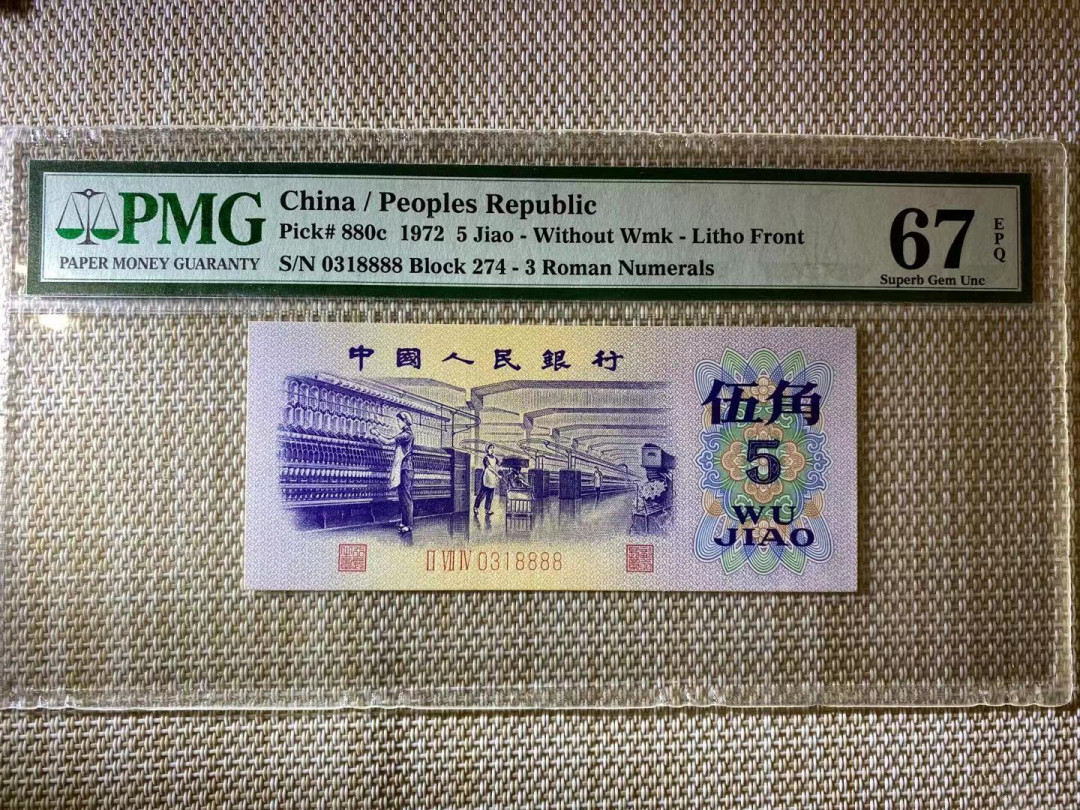 PMG
PAPER MONEY GUARANTY
China / Peoples Republic
Pick# 880c 1972 5 Jiao - Without Wmk - Litho Front
S/N 0318888 Block 274 - 3 Roman Numerals
67
EPQ
Superb Gem Unc
中國人民銀行
伍角
5
WU
JIAO
II VII IV 0318888